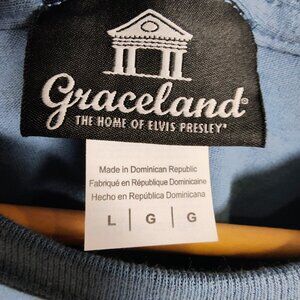 Graceland®
THE HOME OF ELVIS PRESLEY®
Made in Dominican Republic
Fabriqué en République Dominicaine
Hecho en República Dominicana
L | G | G